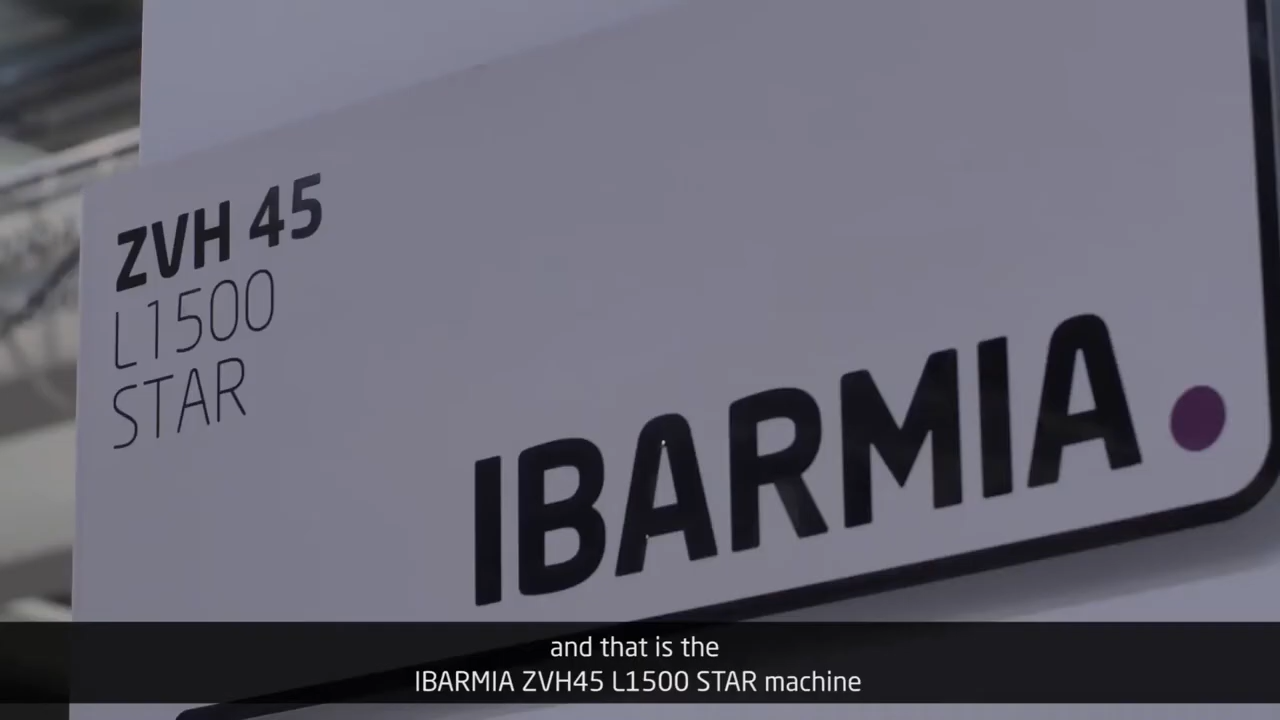 ZVH 45
L1500
STAR
IBARMIA.
and that is the
IBARMIA ZVH45 L1500 STAR machine